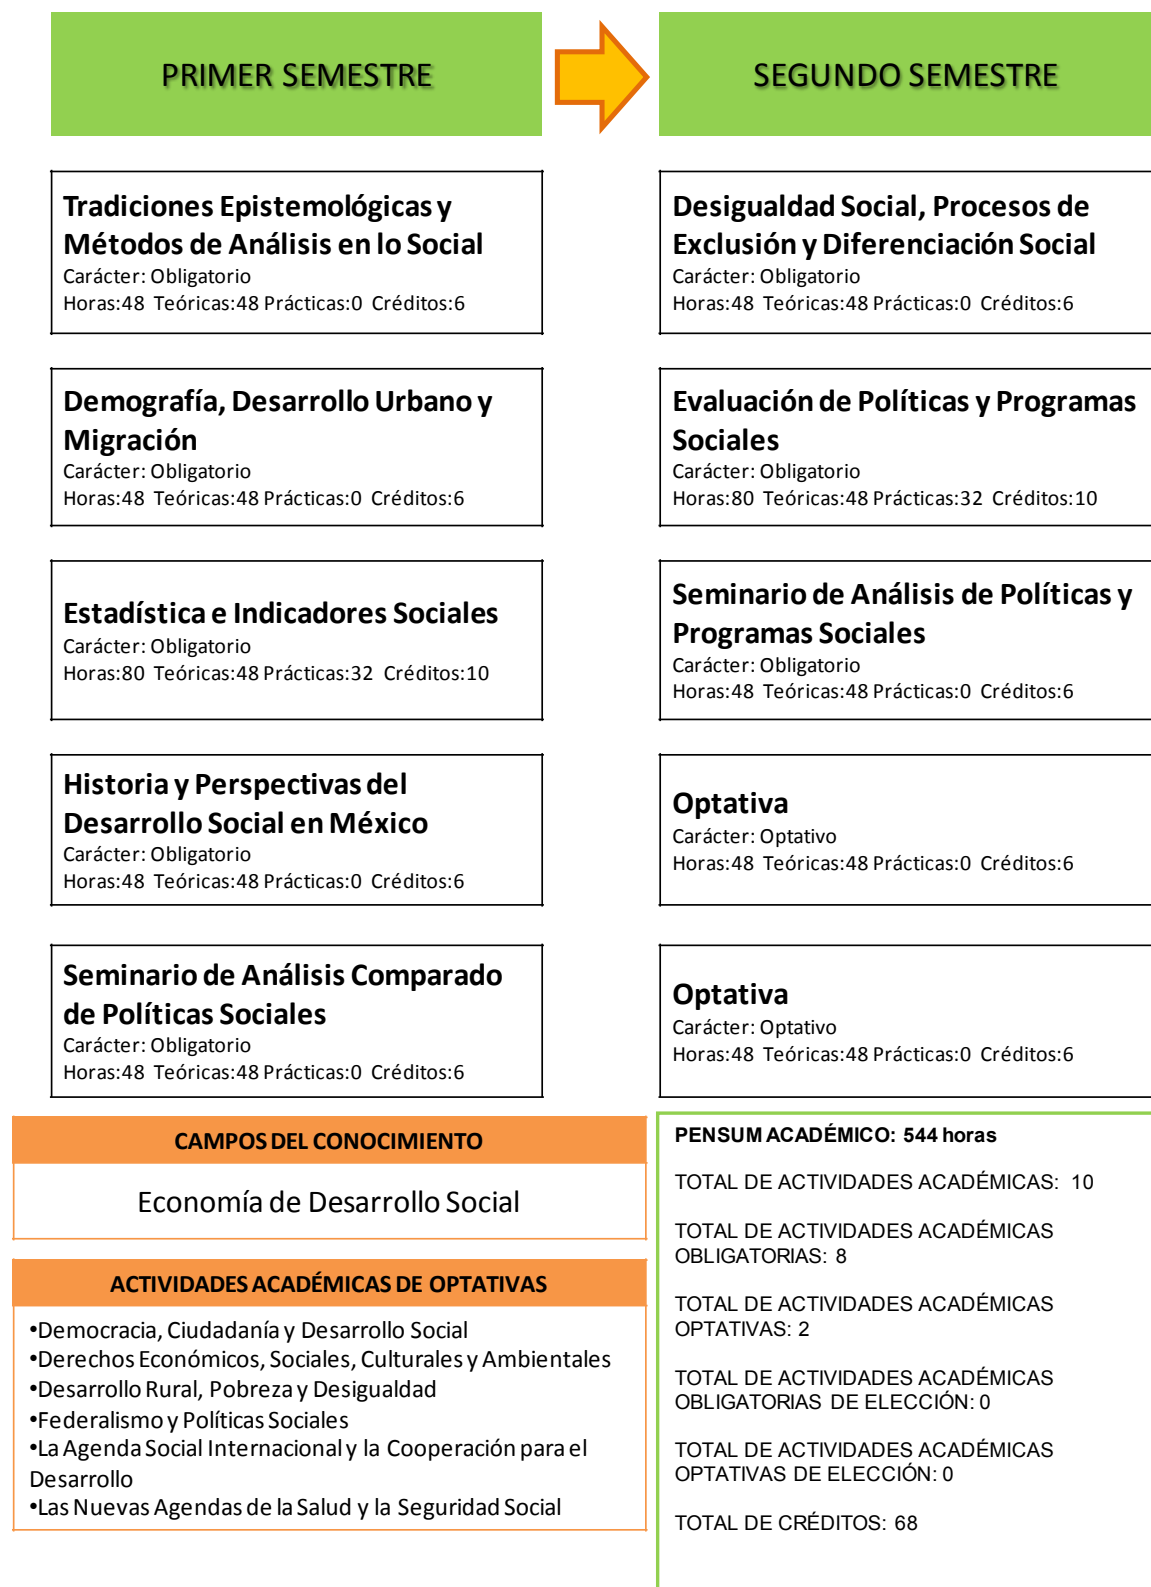 PRIMER SEMESTRE
SEGUNDO SEMESTRE
Tradiciones Epistemológicas y
Métodos de Análisis en lo Social
Carácter: Obligatorio
Horas:48 Teóricas:48 Prácticas:0 Créditos:6
Demografía, Desarrollo Urbano y
Migración
Carácter: Obligatorio
Horas:48 Teóricas:48 Prácticas:0 Créditos:6
Estadística e Indicadores Sociales
Carácter: Obligatorio
Horas:80 Teóricas:48 Prácticas:32 Créditos:10
Historia y Perspectivas del
Desarrollo Social en México
Carácter: Obligatorio
Horas:48 Teóricas:48 Prácticas:0 Créditos:6
Seminario de Análisis Comparado
de Políticas Sociales
Carácter: Obligatorio
Horas:48 Teóricas:48 Prácticas:0 Créditos:6
Desigualdad Social, Procesos de
Exclusión y Diferenciación Social
Carácter: Obligatorio
Horas:48 Teóricas:48 Prácticas:0 Créditos:6
Evaluación de Políticas y Programas
Sociales
Carácter: Obligatorio
Horas:80 Teóricas:48 Prácticas:32 Créditos:10
Seminario de Análisis de Políticas y
Programas Sociales
Carácter: Obligatorio
Horas:48 Teóricas:48 Prácticas:0 Créditos:6
Optativa
Carácter: Optativo
Horas:48 Teóricas:48 Prácticas:0 Créditos:6
Optativa
Carácter: Optativo
Horas:48 Teóricas:48 Prácticas:0 Créditos:6
CAMPOS DEL CONOCIMIENTO
Economía de Desarrollo Social
ACTIVIDADES ACADÉMICAS DE OPTATIVAS
•Democracia, Ciudadanía y Desarrollo Social
•Derechos Económicos, Sociales, Culturales y Ambientales
•Desarrollo Rural, Pobreza y Desigualdad
•Federalismo y Políticas Sociales
•La Agenda Social Internacional y la Cooperación para el
Desarrollo
•Las Nuevas Agendas de la Salud y la Seguridad Social
PENSUM ACADÉMICO: 544 horas
TOTAL DE ACTIVIDADES ACADÉMICAS: 10
TOTAL DE ACTIVIDADES ACADÉMICAS
OBLIGATORIAS: 8
TOTAL DE ACTIVIDADES ACADÉMICAS
OPTATIVAS: 2
TOTAL DE ACTIVIDADES ACADÉMICAS
OBLIGATORIAS DE ELECCIÓN: 0
TOTAL DE ACTIVIDADES ACADÉMICAS
OPTATIVAS DE ELECCIÓN: 0
TOTAL DE CRÉDITOS: 68